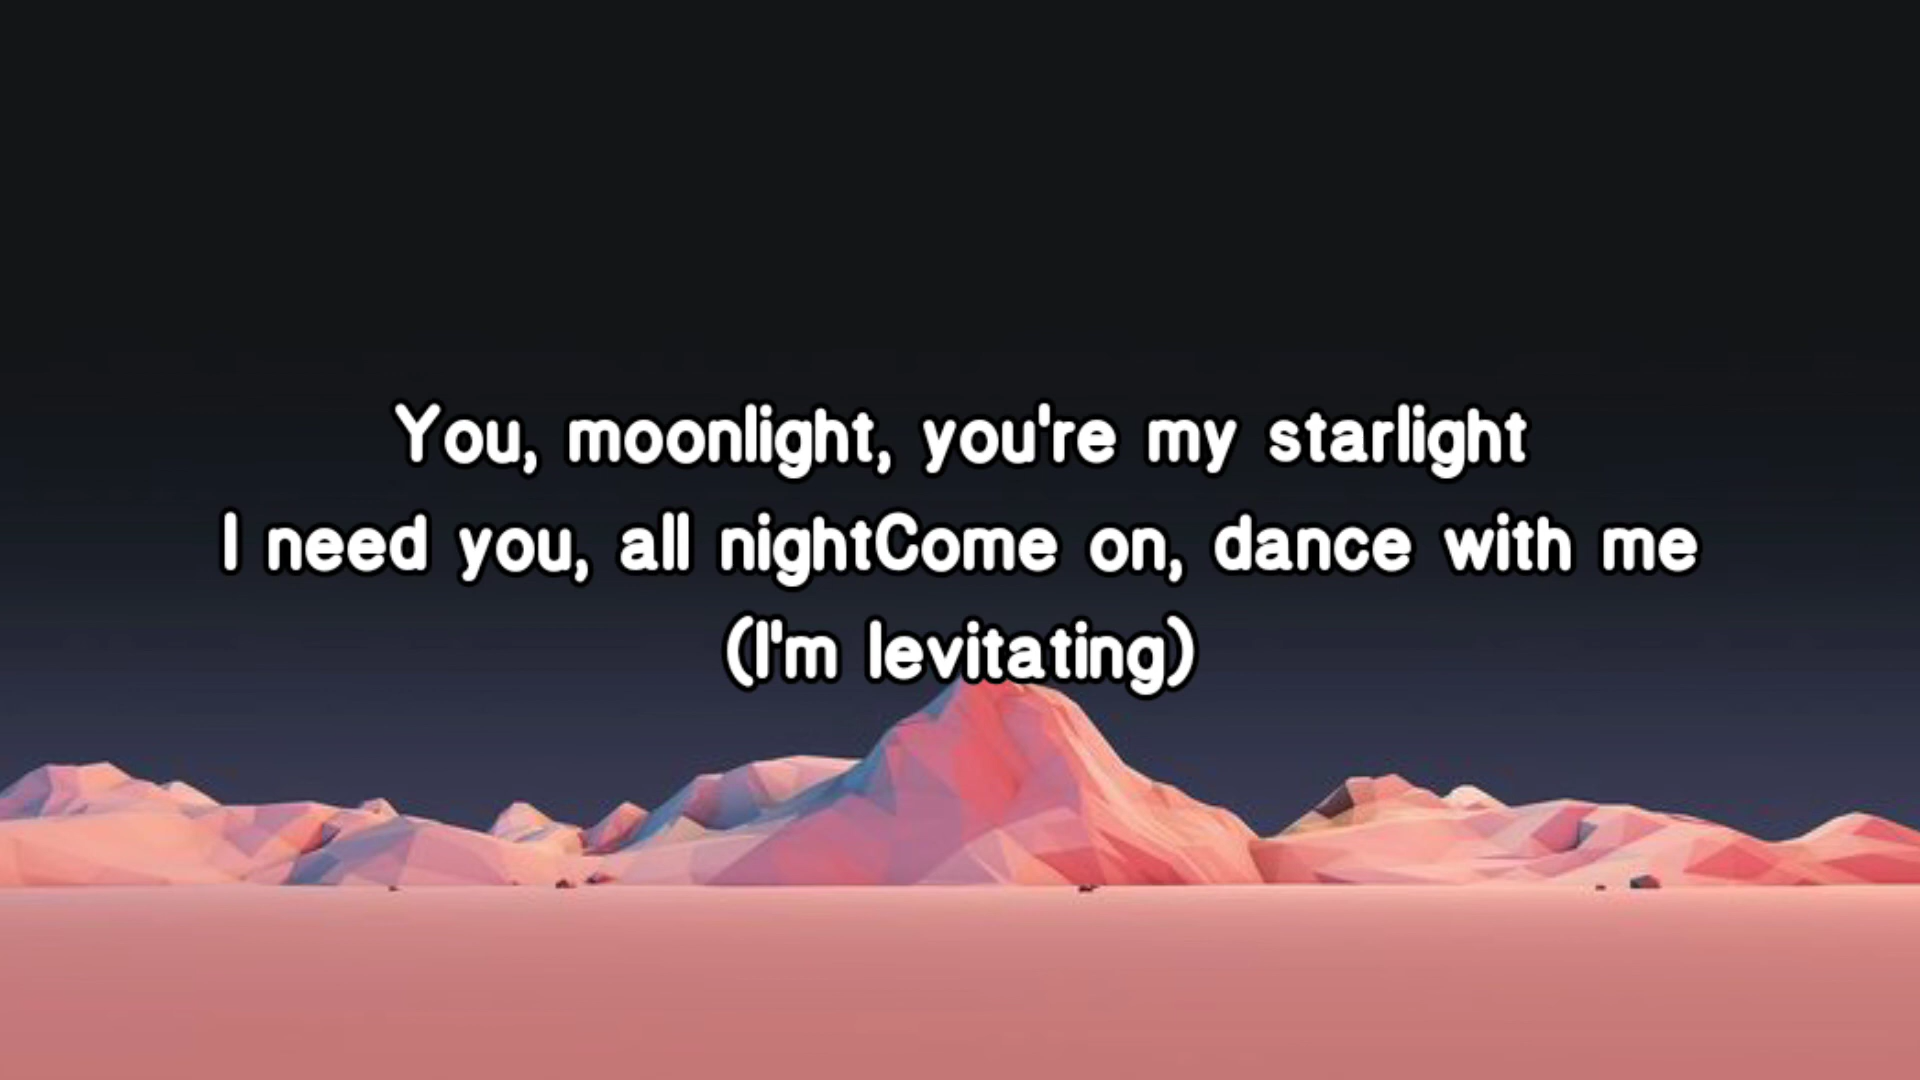 You, moonlight, you're my starlight
I need you, all nightCome on, dance with me
(I'm levitating)